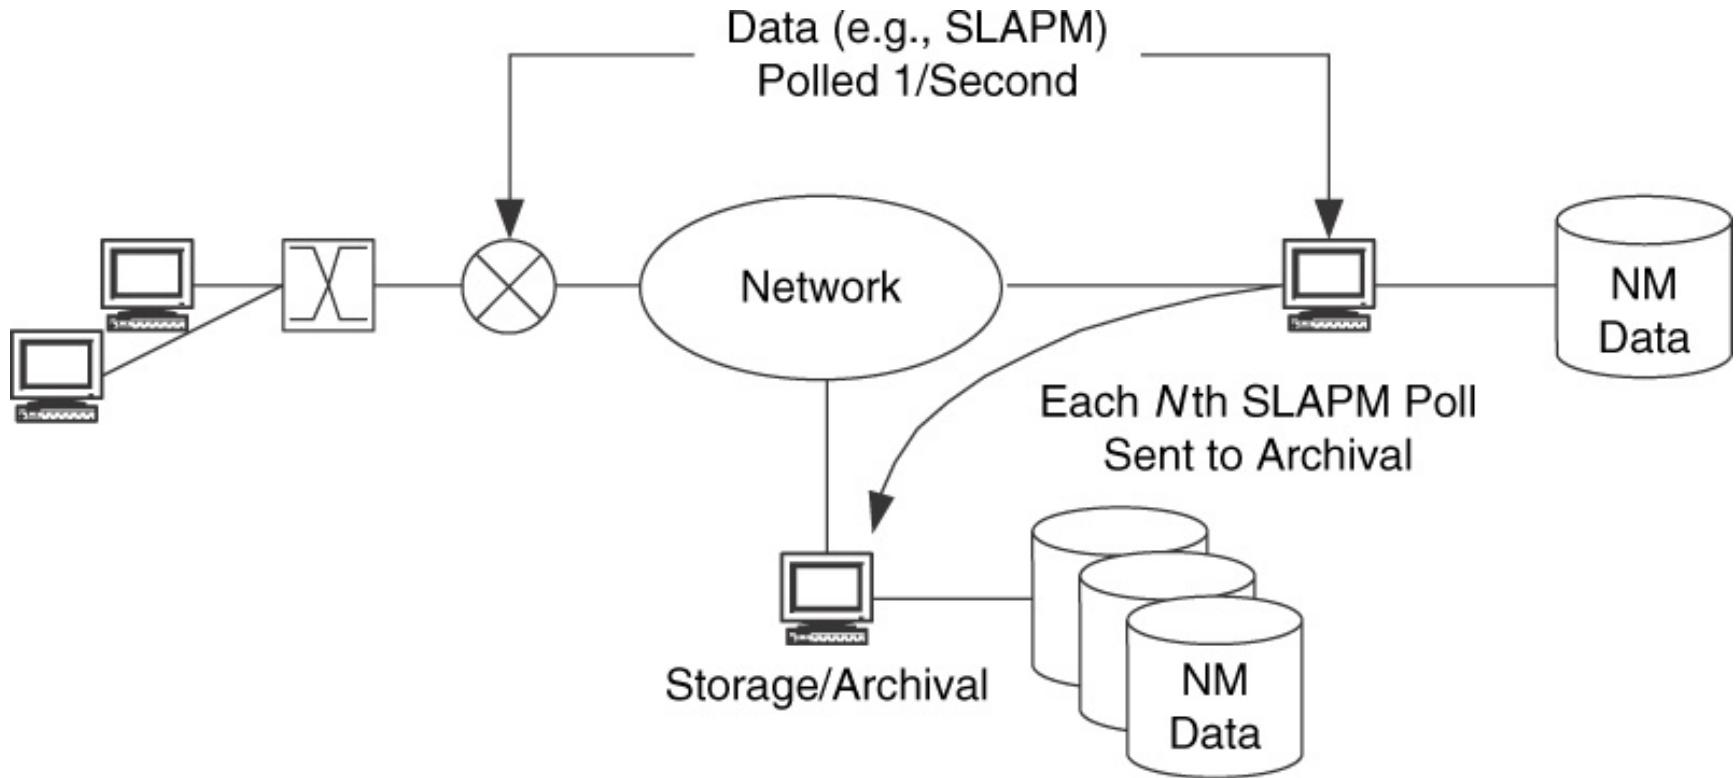 Data (e.g., SLAPM)
Polled 1/Second
Network
NM
Data
Each Nth SLAPM Poll
Sent to Archival
Storage/Archival
NM
Data